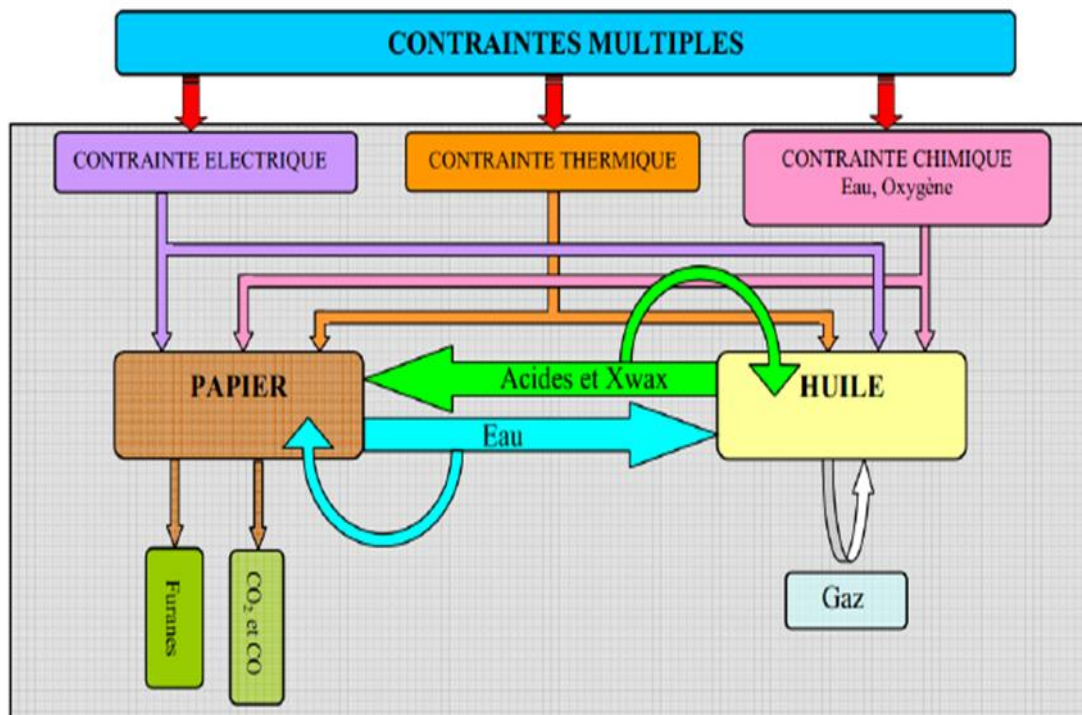 CONTRAINTES MULTIPLES
CONTRAINTE ELECTRIQUE
CONTRAINTE THERMIQUE
CONTRAINTE CHIMIQUE
Eau, Oxygène
PAPIER
Acides et Xwax
HUILE
Eau
Furanes
CO₂ et CO
Gaz